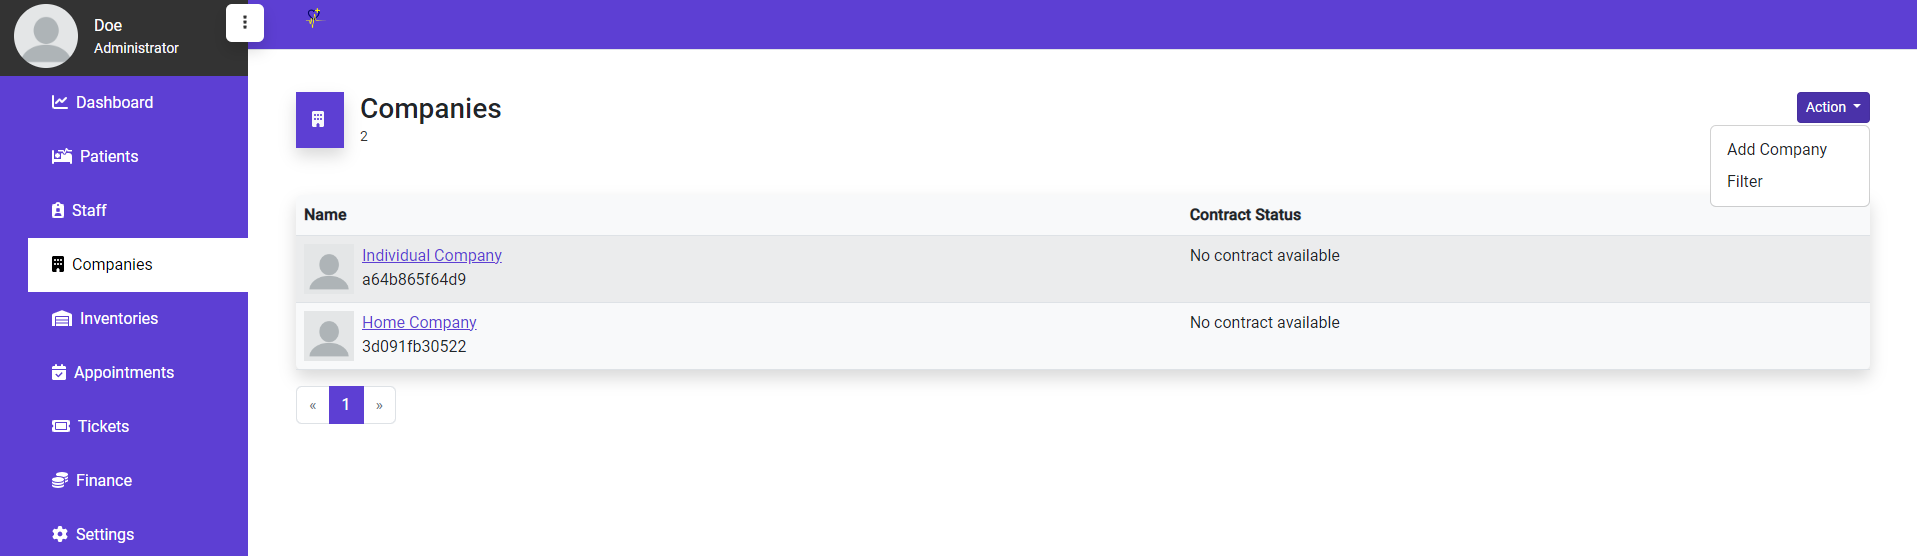 Doe
Administrator
Dashboard
Patients
Staff
Companies
Inventories
Appointments
Tickets
Finance
Settings
Companies
2
Action
Add Company
Filter
Name Contract Status
Individual Company No contract available
a64b865f64d9
Home Company No contract available
3d091fb30522
« 1 »